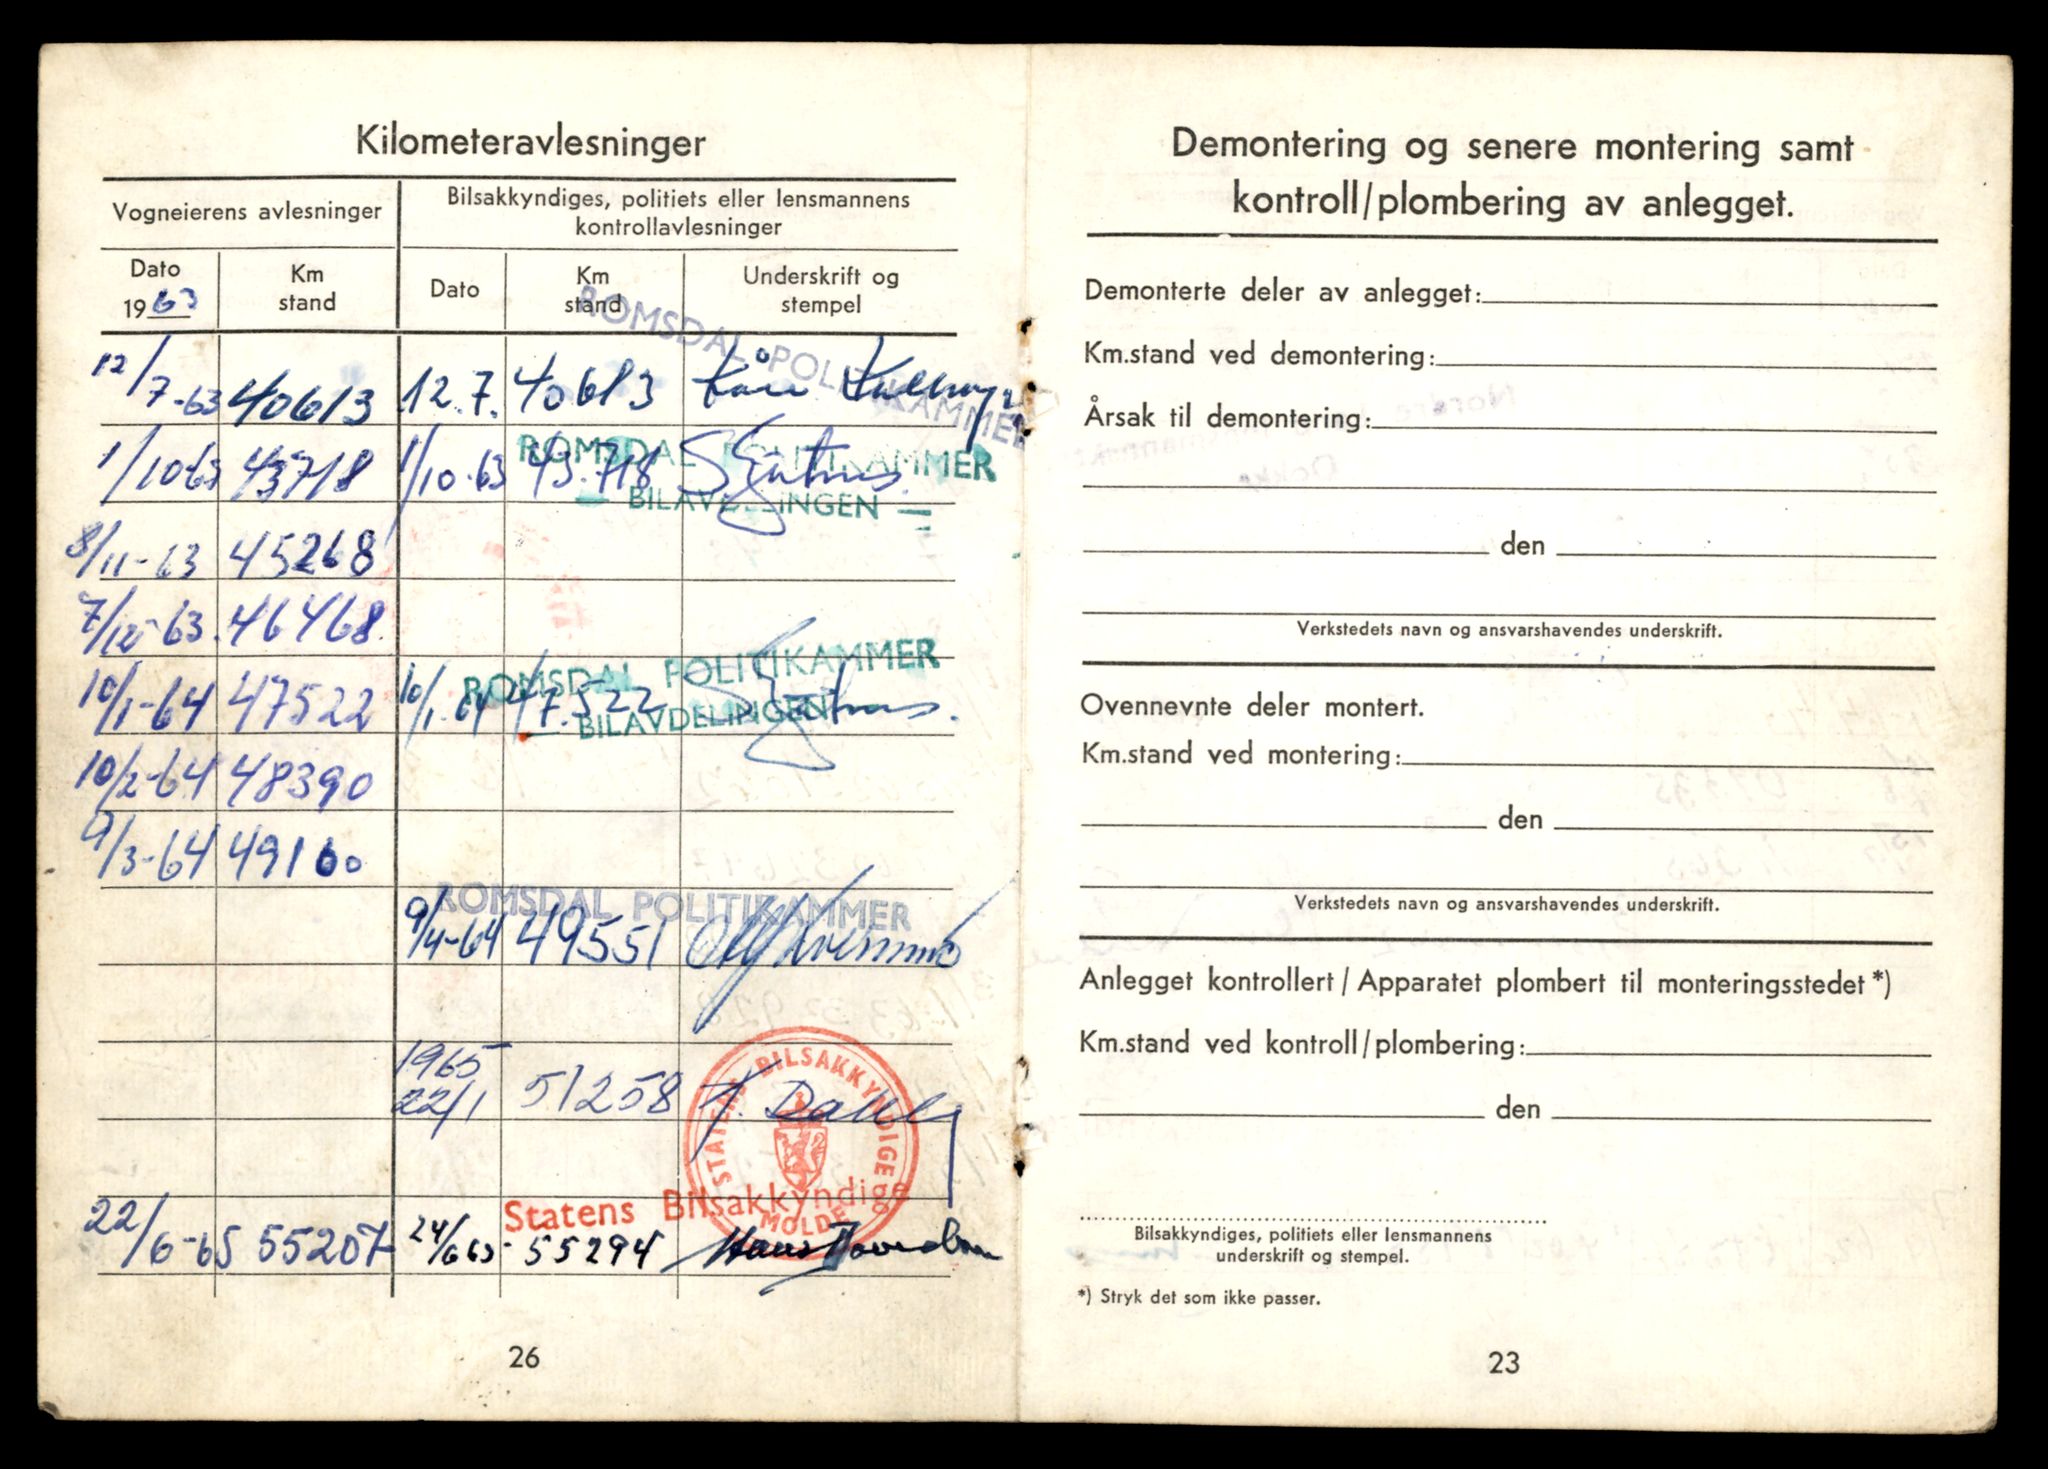 Kilometeravlesninger
Vogneierens avlesninger
Bilsakkyndiges, politiets eller lensmannens
kontrollavlesninger
Dato
1963
Km
stand
Dato
Km
stand
Underskrift og
stempel
ROMSDAL POLITIKAMMER
12/7-63 40613 12.7. 40613 Kåre
ROMSDAL POLITIKAMMER
1/10 63 43718 1/10-63 43.718
BILAVDELINGEN
8/11-63 45268
7/12-63. 46468
ROMSDAL POLITIKAMMER
10/1-64 47522 10/1-64 47.522
BILAVDELINGEN
10/2-64 48390
9/3-64 49160
ROMSDAL POLITIKAMMER
9/4-64 49551
1965
22/1 51258 Dahl
STATENS BILSAKKYNDIGE
MOLDE
Statens Bilsakkyndige
22/6-65 55207 24/6 65 55294 Hans
26
Demontering og senere montering samt
kontroll/plombering av anlegget.
Demonterte deler av anlegget:
Km.stand ved demontering:
Årsak til demontering:
den
Verkstedets navn og ansvarshavendes underskrift.
Ovennevnte deler montert.
Km.stand ved montering:
den
Verkstedets navn og ansvarshavendes underskrift.
Anlegget kontrollert/Apparatet plombert til monteringsstedet *)
Km.stand ved kontroll/plombering:
den
Bilsakkyndiges, politiets eller lensmannens
underskrift og stempel.
*) Stryk det som ikke passer.
23